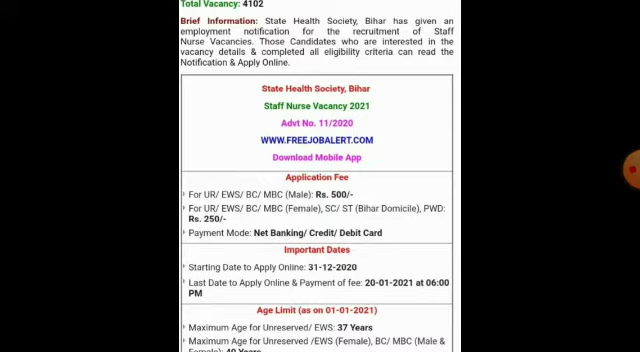 Total Vacancy: 4102
Brief Information: State Health Society, Bihar has given an
employment notification for the recruitment of Staff
Nurse Vacancies. Those Candidates who are interested in the
vacancy details & completed all eligibility criteria can read the
Notification & Apply Online.
State Health Society, Bihar
Staff Nurse Vacancy 2021
Advt No. 11/2020
WWW.FREEJOBALERT.COM
Download Mobile App
Application Fee
For UR/ EWS/ BC/ MBC (Male): Rs. 500/-
For UR/ EWS/ BC/ MBC (Female), SC/ ST (Bihar Domicile), PWD:
Rs. 250/-
Payment Mode: Net Banking/ Credit/ Debit Card
Important Dates
Starting Date to Apply Online: 31-12-2020
Last Date to Apply Online & Payment of fee: 20-01-2021 at 06:00
PM
Age Limit (as on 01-01-2021)
Maximum Age for Unreserved/ EWS: 37 Years
Maximum Age for Unreserved /EWS (Female), BC/ MBC (Male &
Female): 40 Years